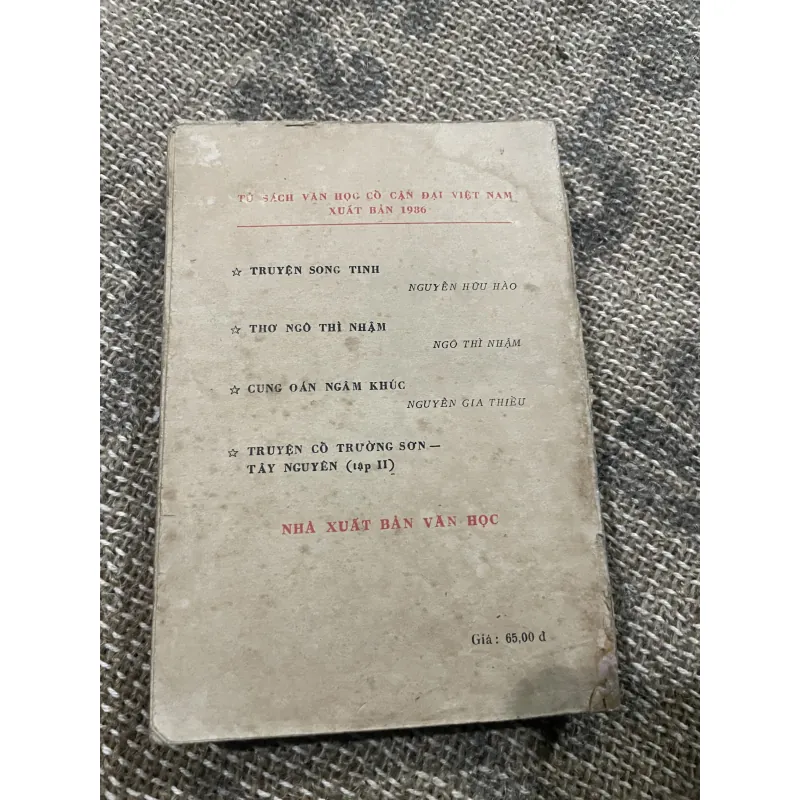 TỦ SÁCH VĂN HỌC CỔ CẬN ĐẠI VIỆT NAM
XUẤT BẢN 1986
☆ TRUYỆN SONG TINH
NGUYỄN HỮU HÀO
☆ THƠ NGÔ THÌ NHẬM
NGÔ THÌ NHẬM
☆ CUNG OÁN NGÂM KHÚC
NGUYỄN GIA THIỀU
☆ TRUYỆN CỔ TRƯỜNG SƠN —
TÂY NGUYÊN (tập II)
NHÀ XUẤT BẢN VĂN HỌC
Giá : 65,00 đ